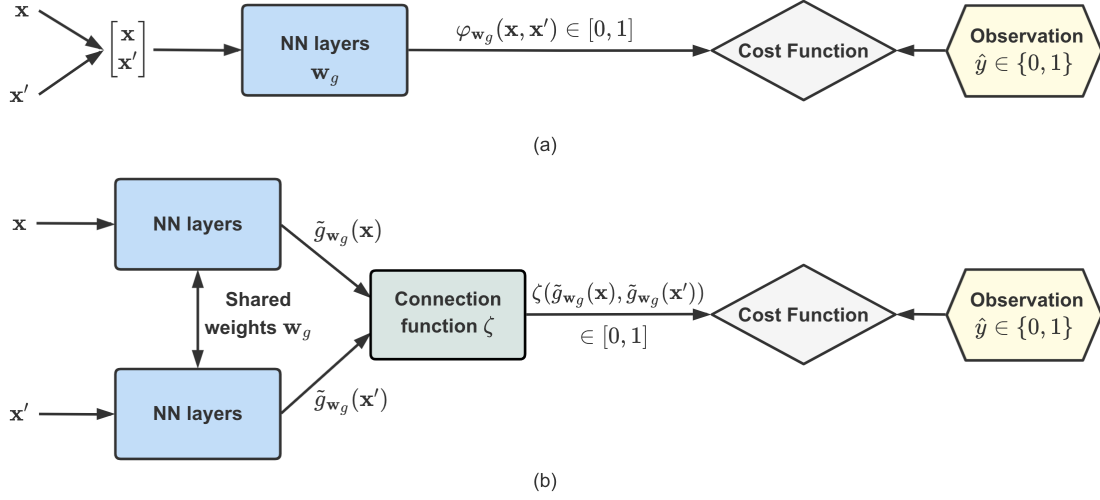 x
x′
[x x′]
NN layers
w_g
φ_{w_g}(x, x′) ∈ [0, 1]
Cost Function
Observation
ŷ ∈ {0, 1}
(a)
x
NN layers
g̃_{w_g}(x)
Shared
weights w_g
Connection
function ζ
ζ(g̃_{w_g}(x), g̃_{w_g}(x′))
∈ [0, 1]
Cost Function
Observation
ŷ ∈ {0, 1}
x′
NN layers
g̃_{w_g}(x′)
(b)